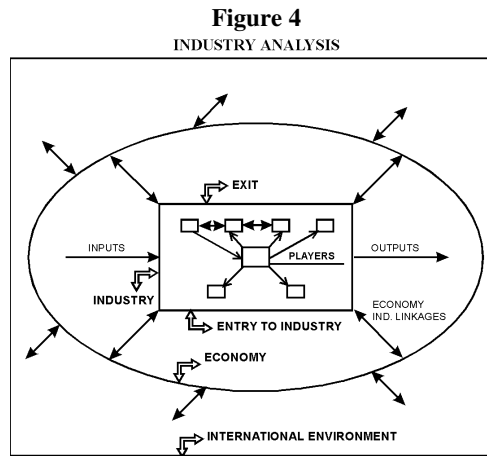 Figure 4
INDUSTRY ANALYSIS
EXIT
INPUTS
PLAYERS
OUTPUTS
INDUSTRY
ECONOMY
IND. LINKAGES
ENTRY TO INDUSTRY
ECONOMY
INTERNATIONAL ENVIRONMENT